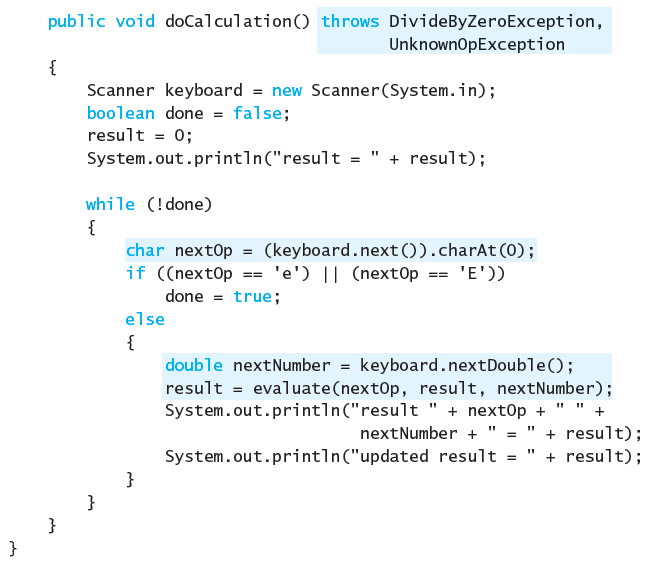 public void doCalculation() throws DivideByZeroException,
UnknownOpException
{
Scanner keyboard = new Scanner(System.in);
boolean done = false;
result = 0;
System.out.println("result = " + result);
while (!done)
{
char nextOp = (keyboard.next()).charAt(0);
if ((nextOp == 'e') || (nextOp == 'E'))
done = true;
else
{
double nextNumber = keyboard.nextDouble();
result = evaluate(nextOp, result, nextNumber);
System.out.println("result " + nextOp + " " +
nextNumber + " = " + result);
System.out.println("updated result = " + result);
}
}
}
}